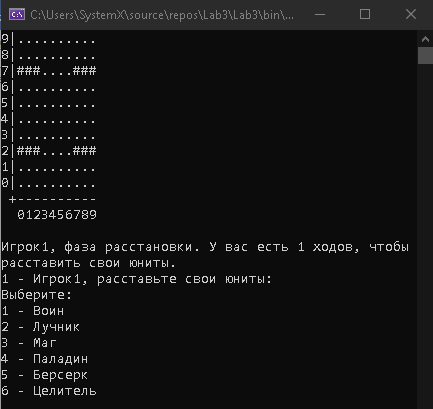 C:\Users\SystemX\source\repos\Lab3\Lab3\bin\...
9|..........
8|..........
7|###....###
6|..........
5|..........
4|..........
3|..........
2|###....###
1|..........
0|..........
 +----------
  0123456789
Игрок1, фаза расстановки. У вас есть 1 ходов, чтобы
расставить свои юниты.
1 - Игрок1, расставьте свои юниты:
Выберите:
1 - Воин
2 - Лучник
3 - Маг
4 - Паладин
5 - Берсерк
6 - Целитель